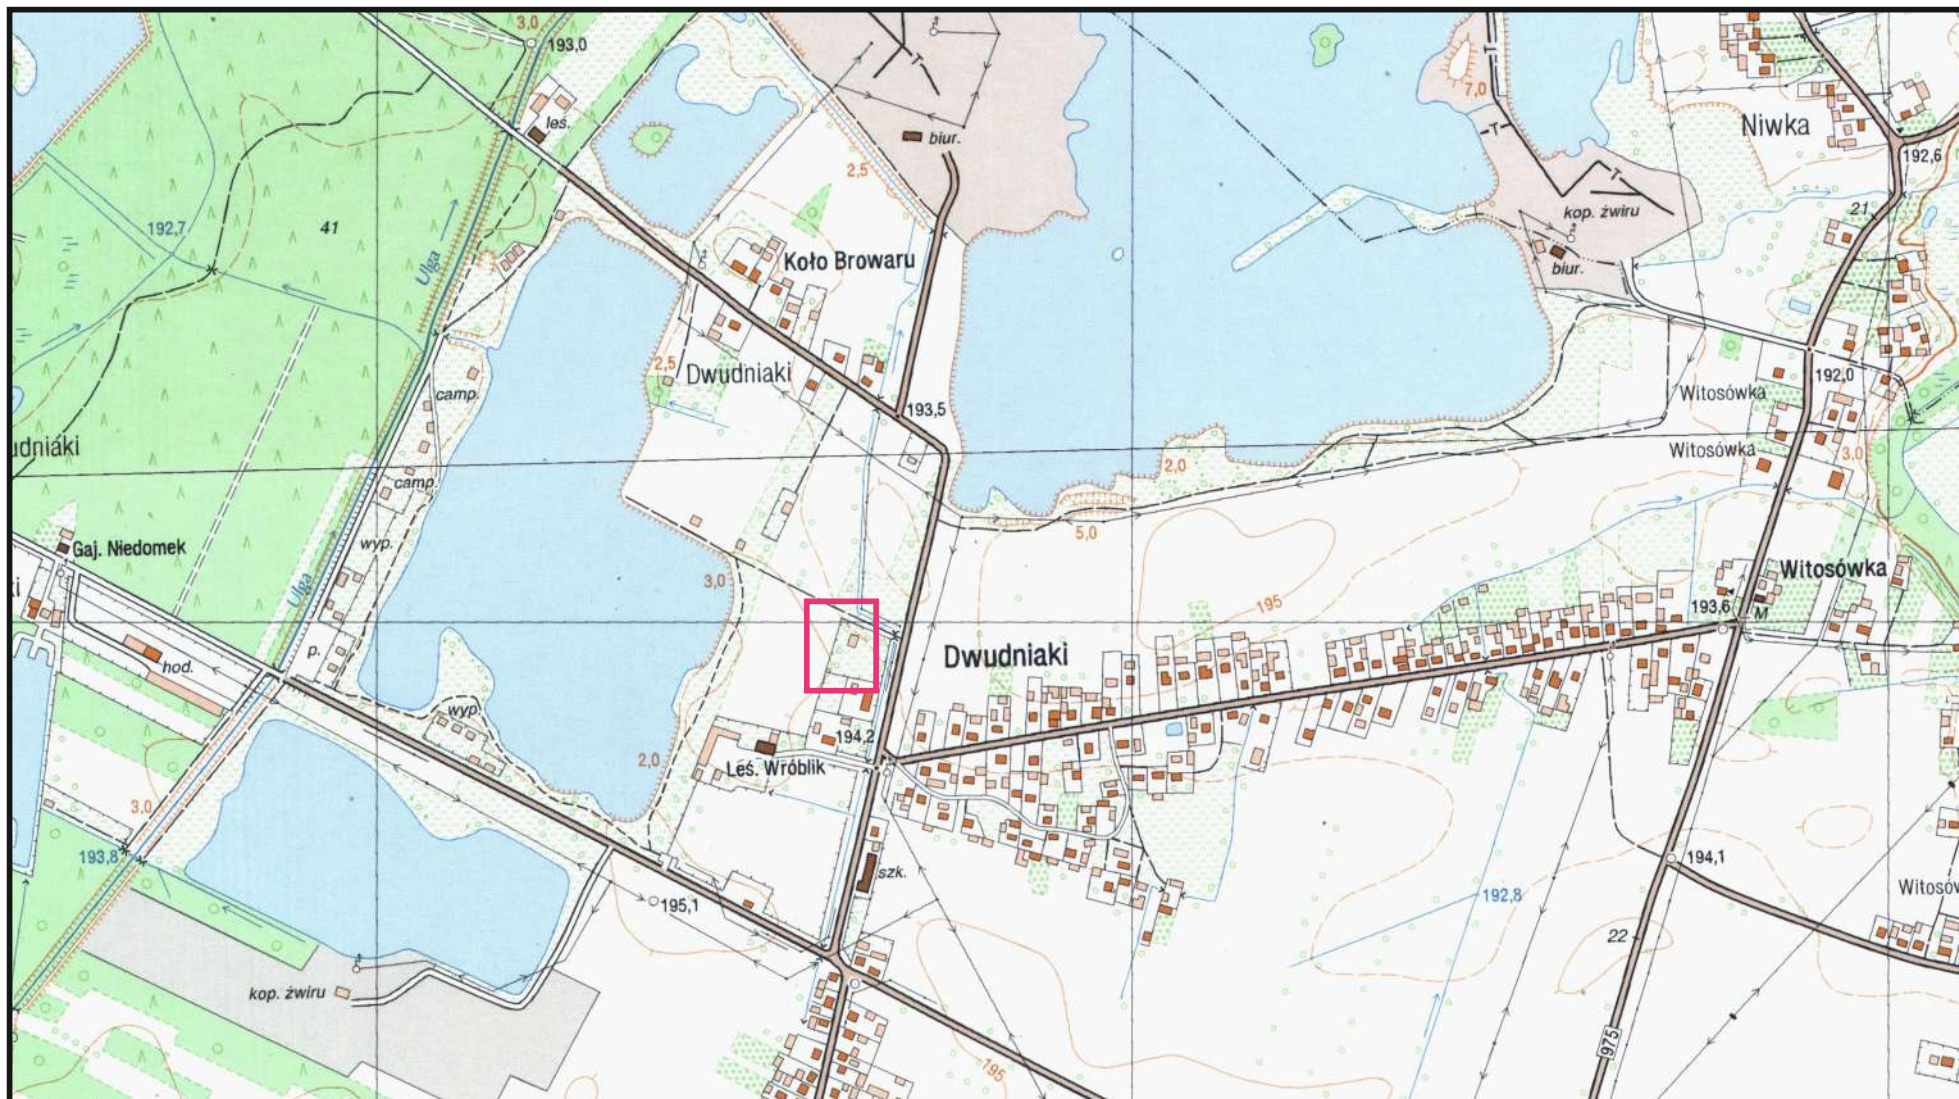 3,0
193,0
leś.
biur.
2,5
7,0
Niwka
192,6
kop. żwiru
21
biur.
192,7
41
Ulga
Koło Browaru
2,5
Dwudniaki
193,5
192,0
Witosówka
camp.
udniaki
Witosówka
3,0
2,0
camp.
5,0
wyp.
Gaj. Niedomek
Ulga
3,0
195
Witosówka
193,6
M
ki
hod.
p.
Dwudniaki
wyp.
194,2
2,0
Leś. Wróblik
3,0
193,8
szk.
194,1
195,1
192,8
Witosów
22
kop. żwiru
195
975
T
T
T
T